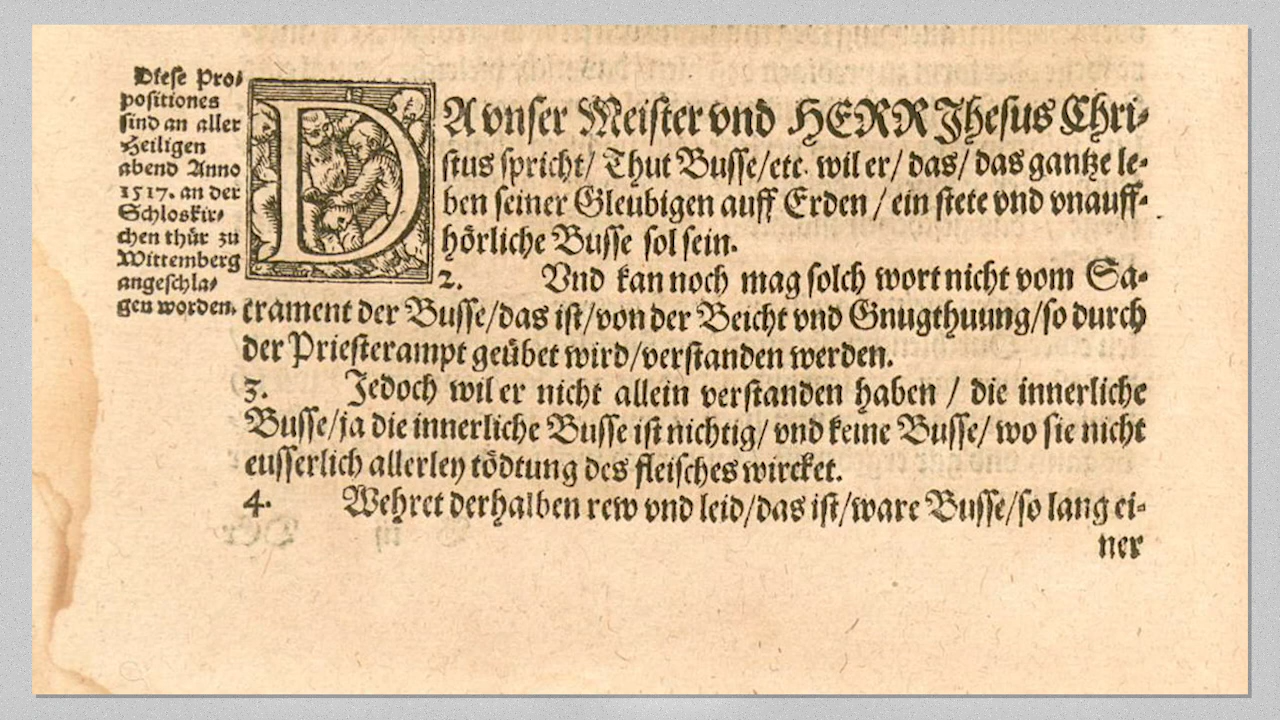 Diese Pro-
positiones
sind an aller
Heiligen
abend Anno
1517. an der
Schloskir-
chen thür zu
Wittemberg
angeschla-
gen worden.
DA vnser Meister vnd HERR Jhesus Chri-
stus spricht/ Thut Busse/etc. wil er/ das/ das gantze le-
ben seiner Gleubigen auff Erden / ein stete vnd vnauff-
hörliche Busse sol sein.
2. Vnd kan noch mag solch wort nicht vom Sa-
crament der Busse/das ist/von der Beicht vnd Gnugthuung/so durch
der Priesterampt geübet wird/verstanden werden.
3. Jedoch wil er nicht allein verstanden haben / die innerliche
Busse/ja die innerliche Busse ist nichtig/ vnd keine Busse/ wo sie nicht
eusserlich allerley tödtung des fleisches wircket.
4. Wehret derhalben rew vnd leid/das ist/ware Busse/so lang ei-
ner